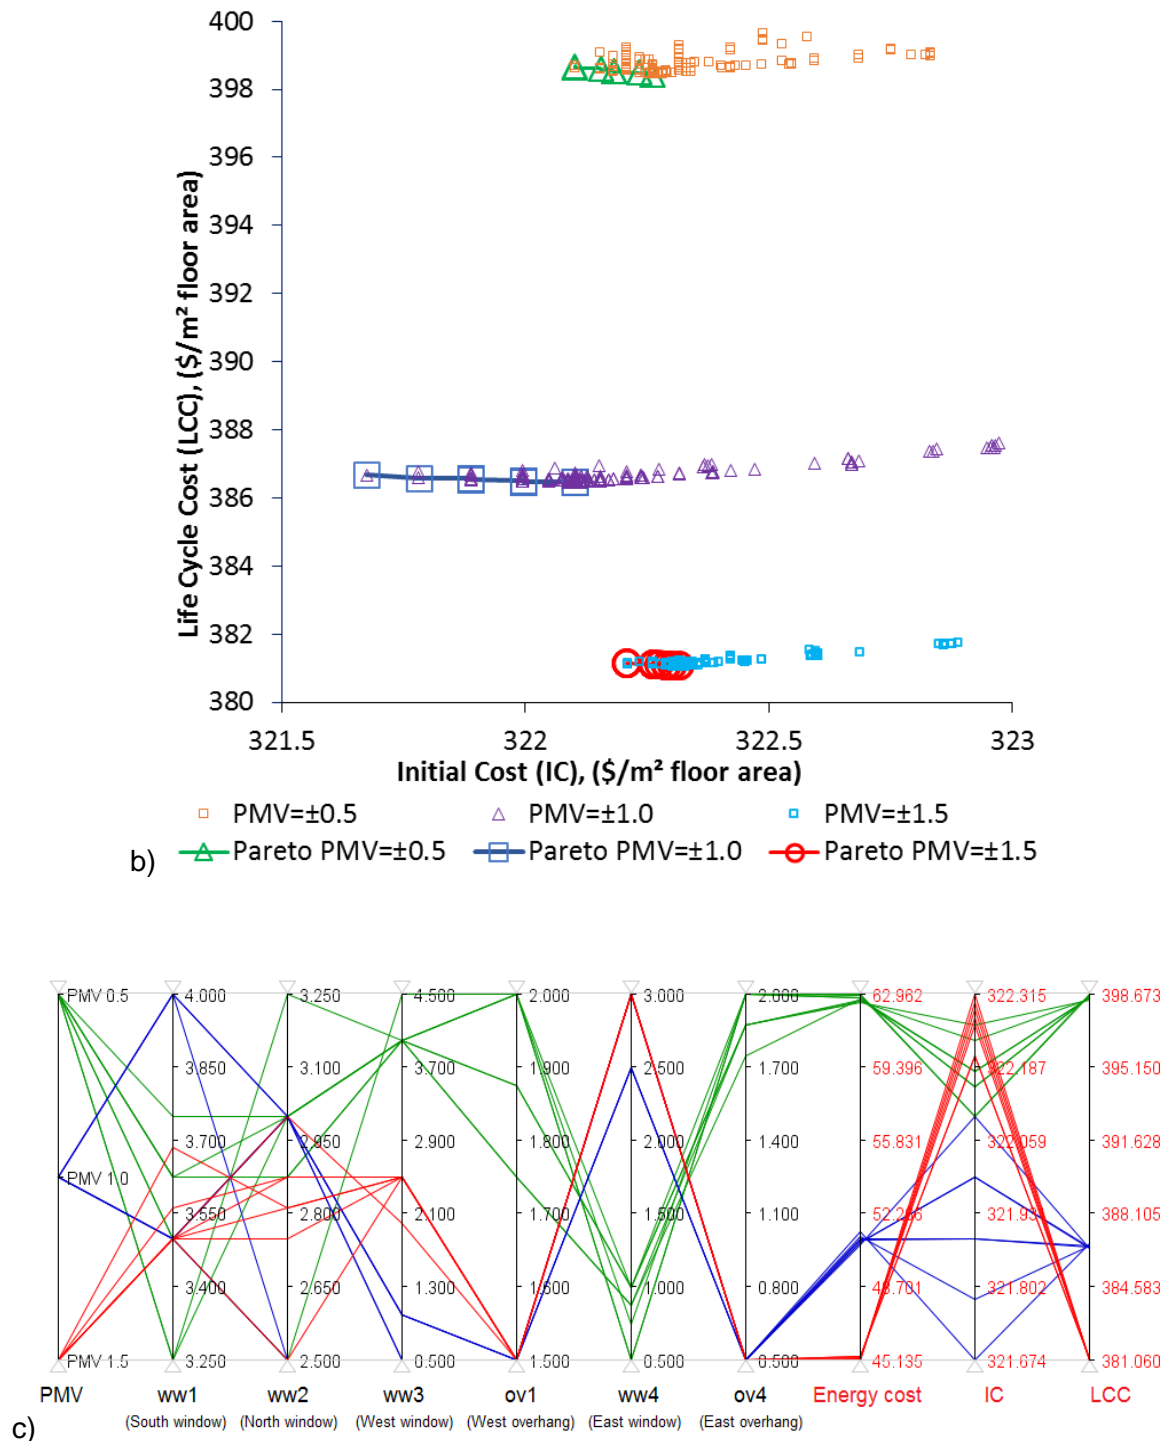 400
398
396
394
392
390
388
386
384
382
380
Life Cycle Cost (LCC), ($/m² floor area)
321.5 322 322.5 323
Initial Cost (IC), ($/m² floor area)
PMV=±0.5 PMV=±1.0 PMV=±1.5
b) Pareto PMV=±0.5 Pareto PMV=±1.0 Pareto PMV=±1.5
PMV 0.5 4.000 3.250 4.500 2.000 3.000 2.000 62.962 322.315 398.673
3.850 3.100 3.700 1.900 2.500 1.700 59.396 322.187 395.150
3.700 2.950 2.900 1.800 2.000 1.400 55.831 322.059 391.628
PMV 1.0
3.550 2.800 2.100 1.700 1.500 1.100 388.105
3.400 2.650 1.300 1.600 1.000 0.800 48.701 321.802 384.583
PMV 1.5 3.250 2.500 0.500 1.500 0.500 0.500 45.135 321.674 381.060
PMV ww1 ww2 ww3 ov1 ww4 ov4 Energy cost IC LCC
(South window) (North window) (West window) (West overhang) (East window) (East overhang)
c)